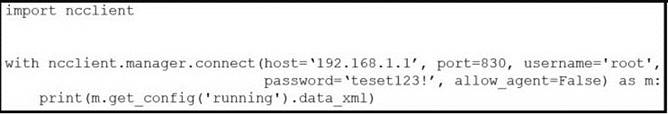 import ncclient
with ncclient.manager.connect(host=‘192.168.1.1’, port=830, username='root',
password=‘teset123!’, allow_agent=False) as m:
print(m.get_config('running').data_xml)